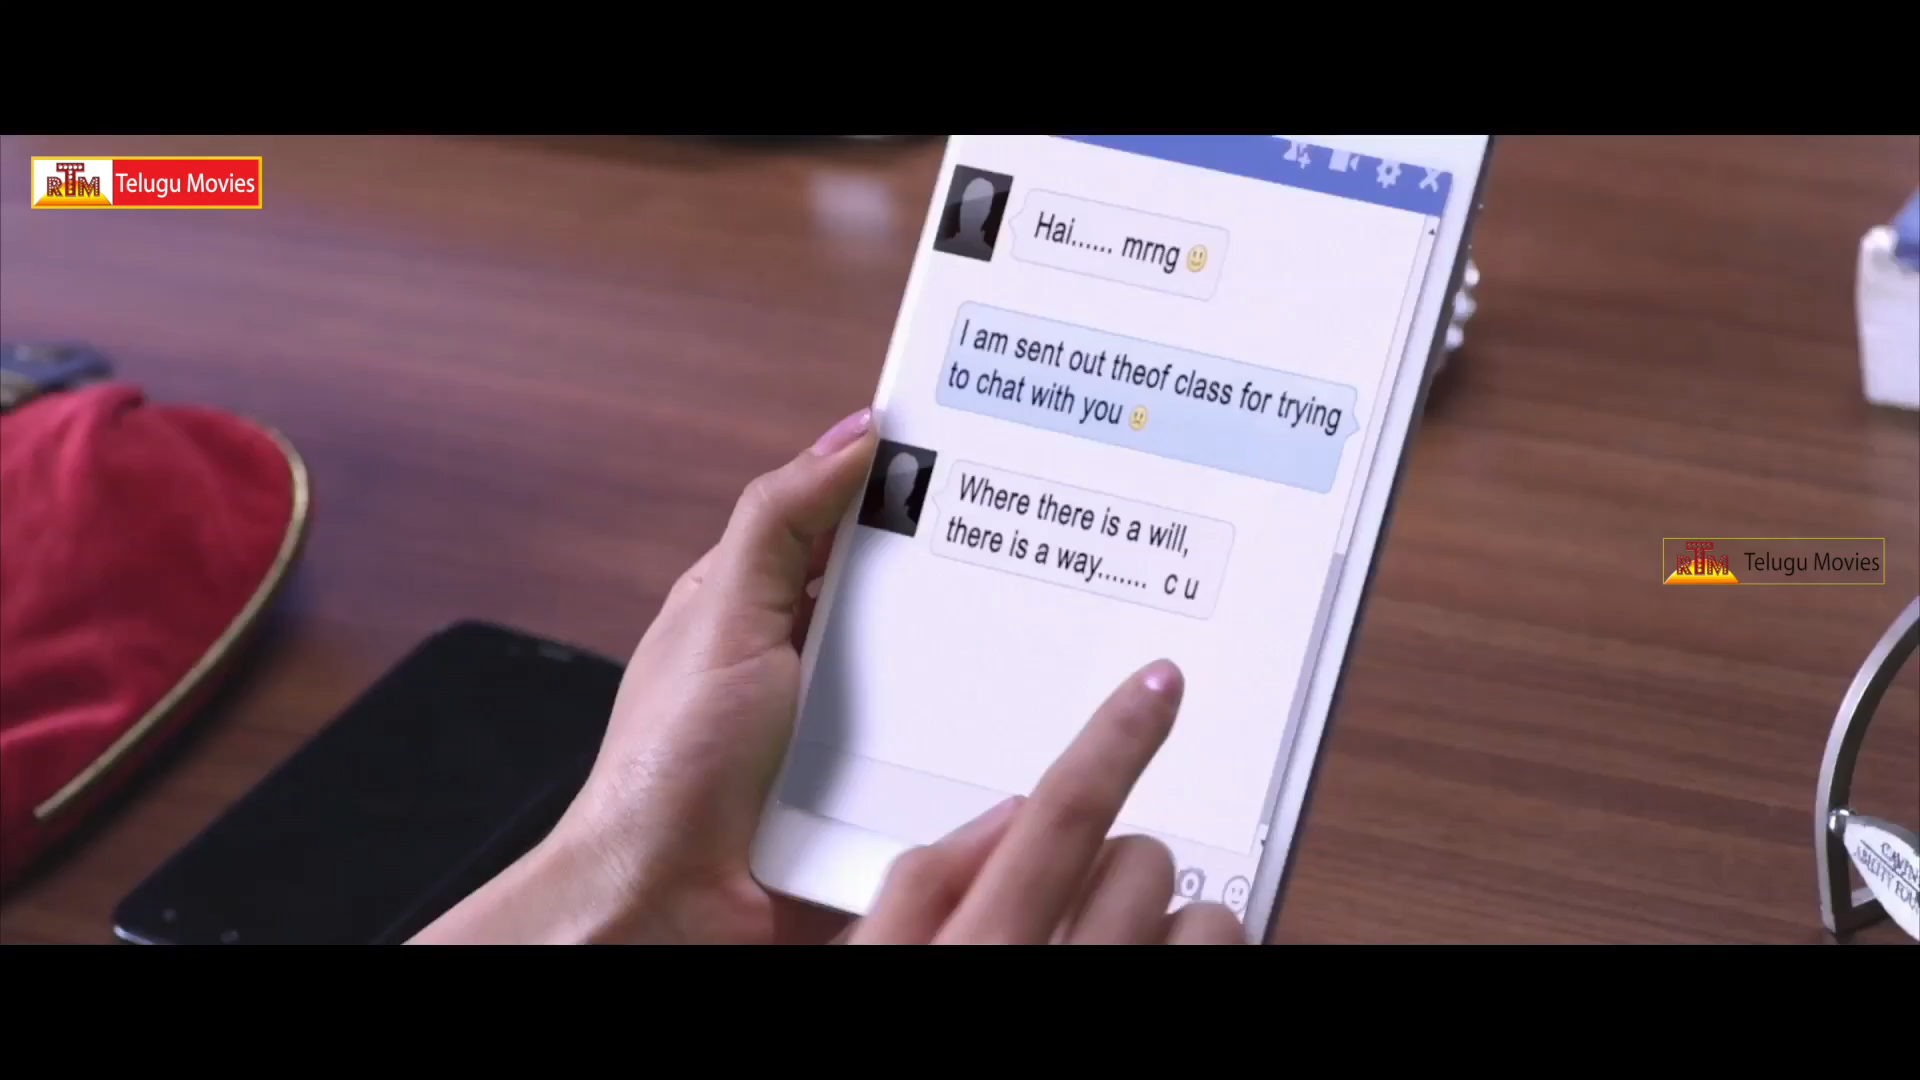 RTM Telugu Movies
Hai...... mrng 🙂
I am sent out theof class for trying
to chat with you 🙁
Where there is a will,
there is a way....... c u
RTM Telugu Movies